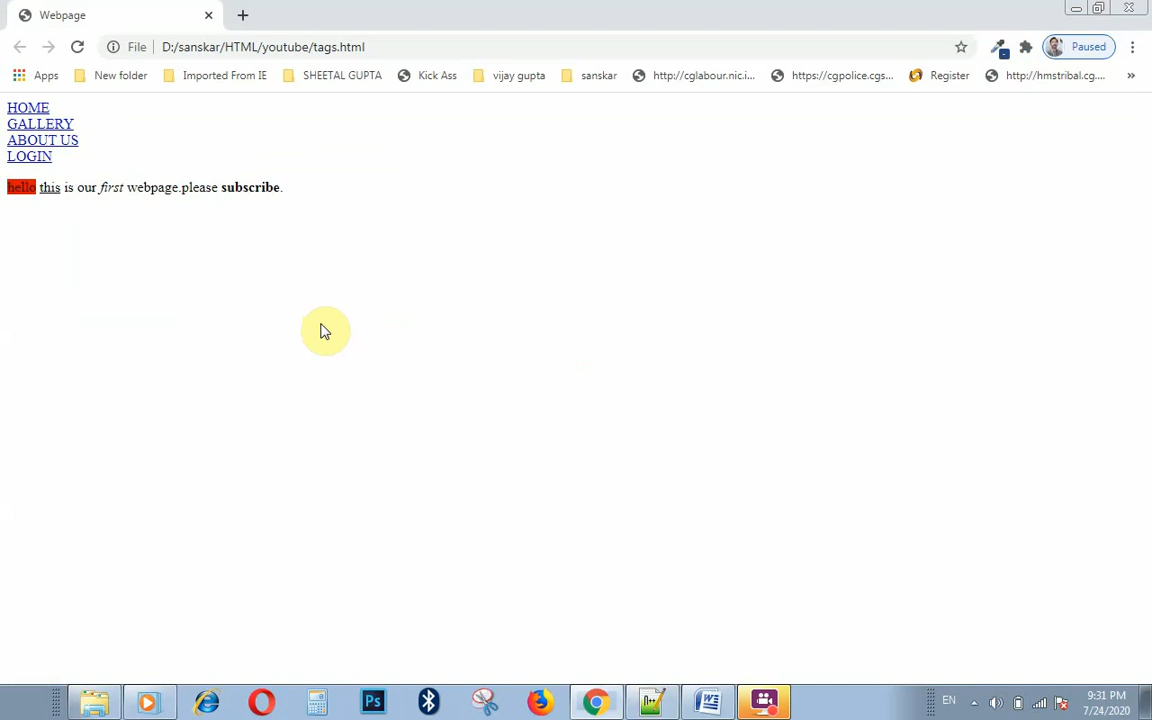 Webpage
File D:/sanskar/HTML/youtube/tags.html Paused
Apps New folder Imported From IE SHEETAL GUPTA Kick Ass vijay gupta sanskar http://cglabour.nic.i... https://cgpolice.cgs... Register http://hmstribal.cg.... »
HOME
GALLERY
ABOUT US
LOGIN
hello this is our first webpage.please subscribe.
Ps W EN 9:31 PM
7/24/2020